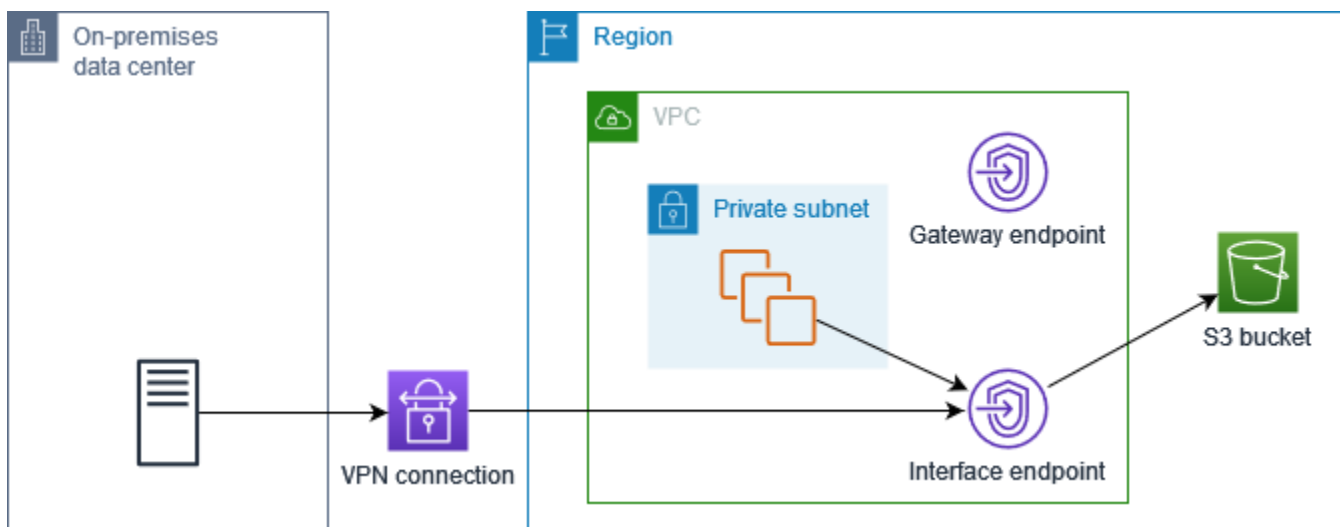 On-premises
data center
Region
VPC
Private subnet
Gateway endpoint
S3 bucket
VPN connection
Interface endpoint